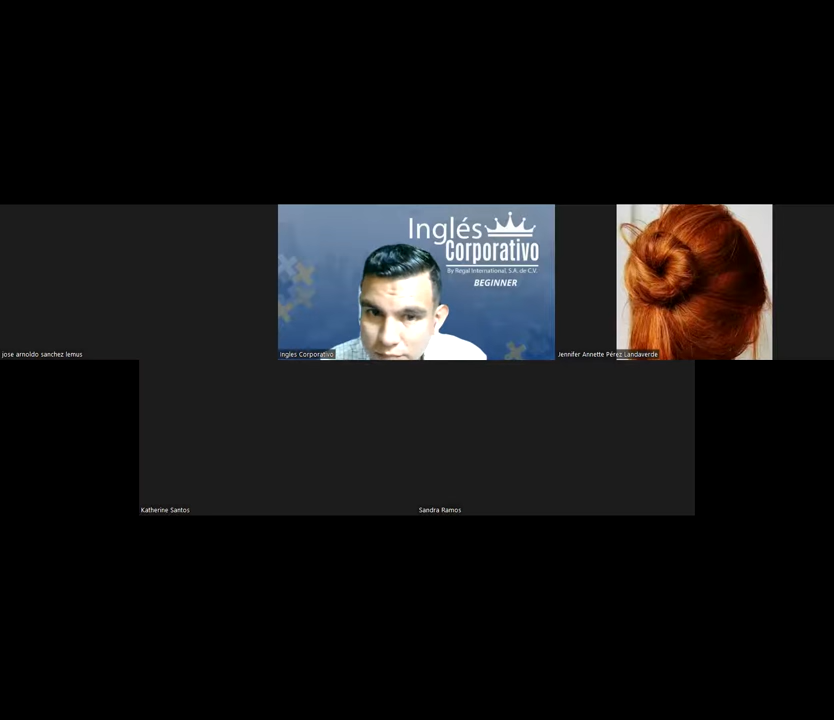 Inglés
Corporativo
By Regal International, S.A. de C.V.
BEGINNER
jose arnoldo sanchez lemus
Ingles Corporativo
Jennifer Annette Pérez Landaverde
Katherine Santos
Sandra Ramos